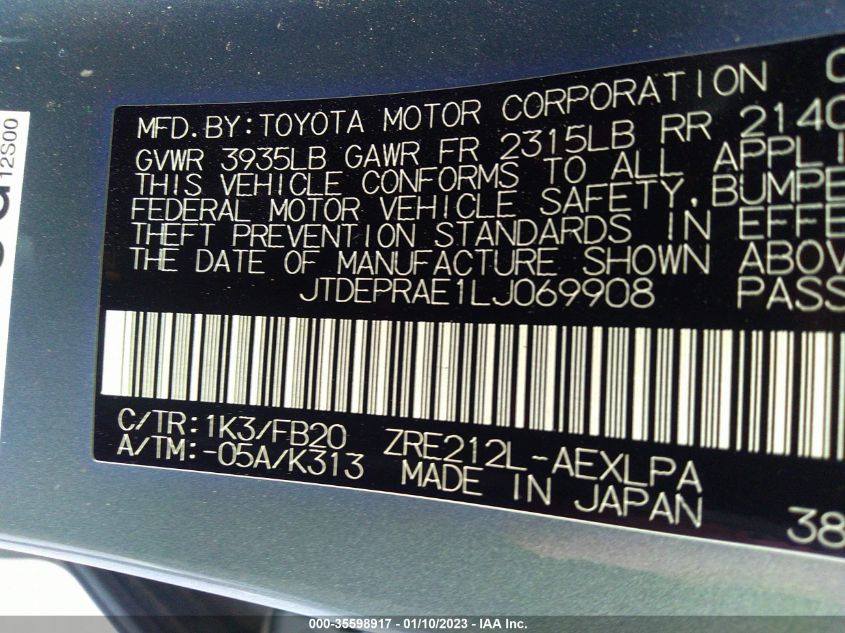 12S00
MFD. BY: TOYOTA MOTOR CORPORATION
GVWR 3935LB GAWR FR 2315LB RR 2140
THIS VEHICLE CONFORMS TO ALL APPLI
FEDERAL MOTOR VEHICLE SAFETY, BUMPE
THEFT PREVENTION STANDARDS IN EFFE
THE DATE OF MANUFACTURE SHOWN ABOV
JTDEPRAE1LJ069908 PASS
C/TR: 1K3/FB20 ZRE212L-AEXLPA
A/TM: -05A/K313 MADE IN JAPAN
38
000-35598917 - 01/10/2023 - © IAA Inc.